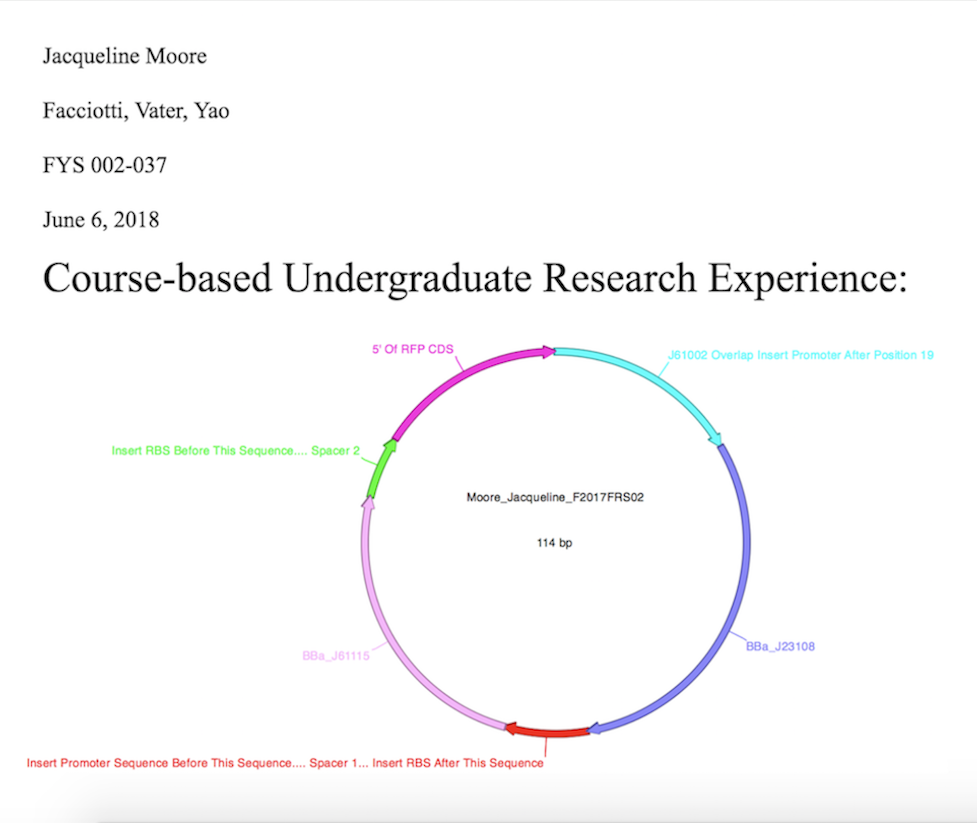 Jacqueline Moore
Facciotti, Vater, Yao
FYS 002-037
June 6, 2018
Course-based Undergraduate Research Experience:
5' Of RFP CDS
J61002 Overlap Insert Promoter After Position 19
Insert RBS Before This Sequence.... Spacer 2
Moore_Jacqueline_F2017FRS02
114 bp
BBa_J23108
BBa_J61115
Insert Promoter Sequence Before This Sequence.... Spacer 1... Insert RBS After This Sequence